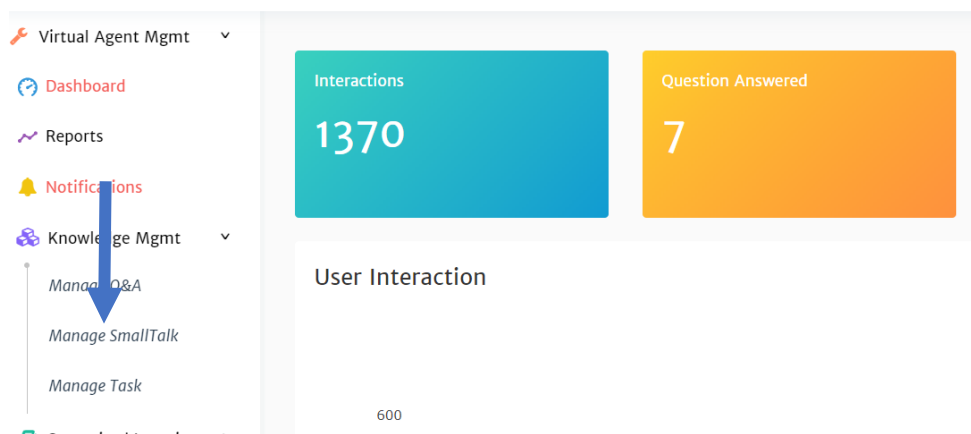 Virtual Agent Mgmt
Dashboard
Reports
Notifications
Knowledge Mgmt
Manage Q&A
Manage SmallTalk
Manage Task
Interactions
1370
Question Answered
7
User Interaction
600